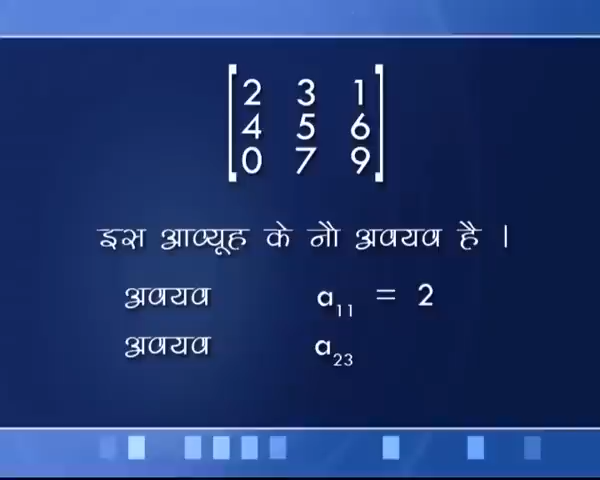 2 3 1
4 5 6
0 7 9
इस आव्यूह के नौ अवयव है ।
अवयव a₁₁ = 2
अवयव a₂₃